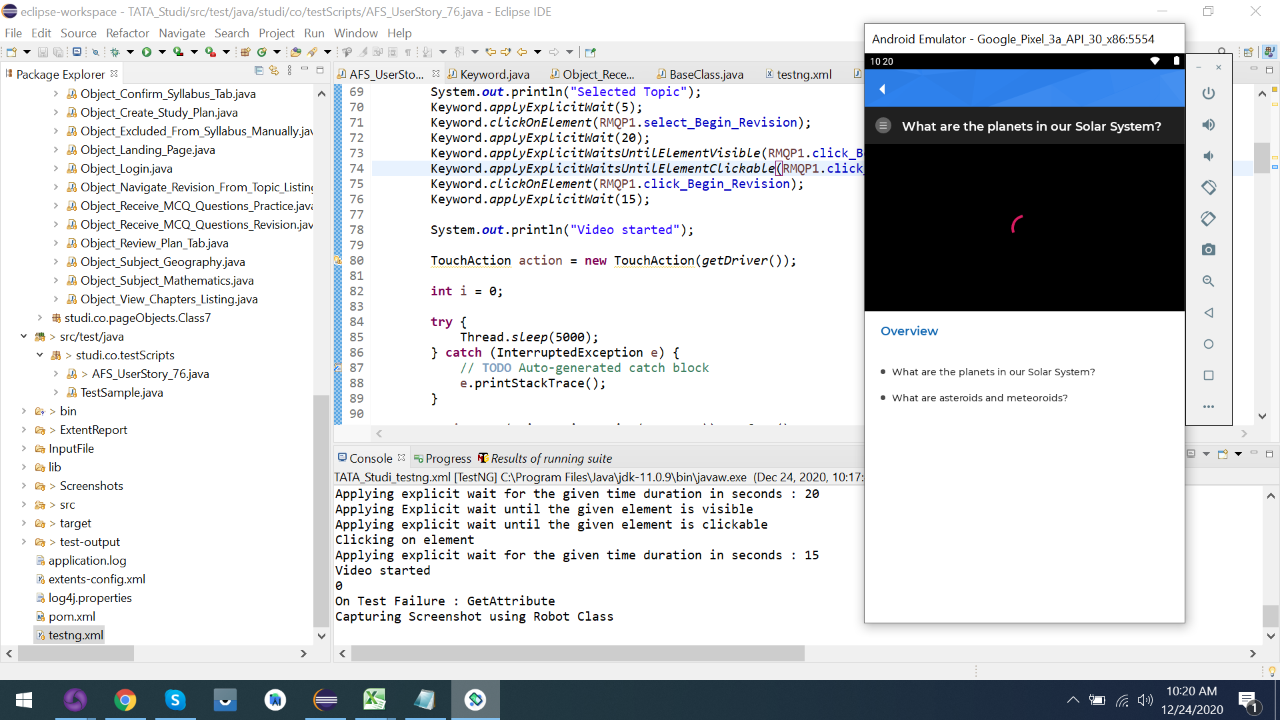 eclipse-workspace - TATA_Studi/src/test/java/studi/co/testScripts/AFS_UserStory_76.java - Eclipse IDE
File Edit Source Refactor Navigate Search Project Run Window Help
Package Explorer
Object_Confirm_Syllabus_Tab.java
Object_Create_Study_Plan.java
Object_Excluded_From_Syllabus_Manually.jav
Object_Landing_Page.java
Object_Login.java
Object_Navigate_Revision_From_Topic_Listing
Object_Receive_MCQ_Questions_Practice.java
Object_Receive_MCQ_Questions_Revision.java
Object_Review_Plan_Tab.java
Object_Subject_Geography.java
Object_Subject_Mathematics.java
Object_View_Chapters_Listing.java
studi.co.pageObjects.Class7
> src/test/java
> studi.co.testScripts
> AFS_UserStory_76.java
TestSample.java
> bin
> ExtentReport
InputFile
> lib
> Screenshots
> src
> target
> test-output
application.log
extents-config.xml
log4j.properties
pom.xml
testng.xml
AFS_UserSto... Keyword.java Object_Rece... BaseClass.java testng.xml
69 System.out.println("Selected Topic");
70 Keyword.applyExplicitWait(5);
71 Keyword.clickOnElement(RMQP1.select_Begin_Revision);
72 Keyword.applyExplicitWait(20);
73 Keyword.applyExplicitWaitsUntilElementVisible(RMQP1.click_B
74 Keyword.applyExplicitWaitsUntilElementClickable(RMQP1.click
75 Keyword.clickOnElement(RMQP1.click_Begin_Revision);
76 Keyword.applyExplicitWait(15);
77
78 System.out.println("Video started");
79
80 TouchAction action = new TouchAction(getDriver());
81
82 int i = 0;
83
84 try {
85 Thread.sleep(5000);
86 } catch (InterruptedException e) {
87 // TODO Auto-generated catch block
88 e.printStackTrace();
89 }
90
Console Progress Results of running suite
TATA_Studi_testng.xml [TestNG] C:\Program Files\Java\jdk-11.0.9\bin\javaw.exe (Dec 24, 2020, 10:17:
Applying explicit wait for the given time duration in seconds : 20
Applying Explicit wait until the given element is visible
Applying explicit wait until the given element is clickable
Clicking on element
Applying explicit wait for the given time duration in seconds : 15
Video started
0
On Test Failure : GetAttribute
Capturing Screenshot using Robot Class
Android Emulator - Google_Pixel_3a_API_30_x86:5554
10 20
What are the planets in our Solar System?
Overview
What are the planets in our Solar System?
What are asteroids and meteoroids?
10:20 AM
12/24/2020
1